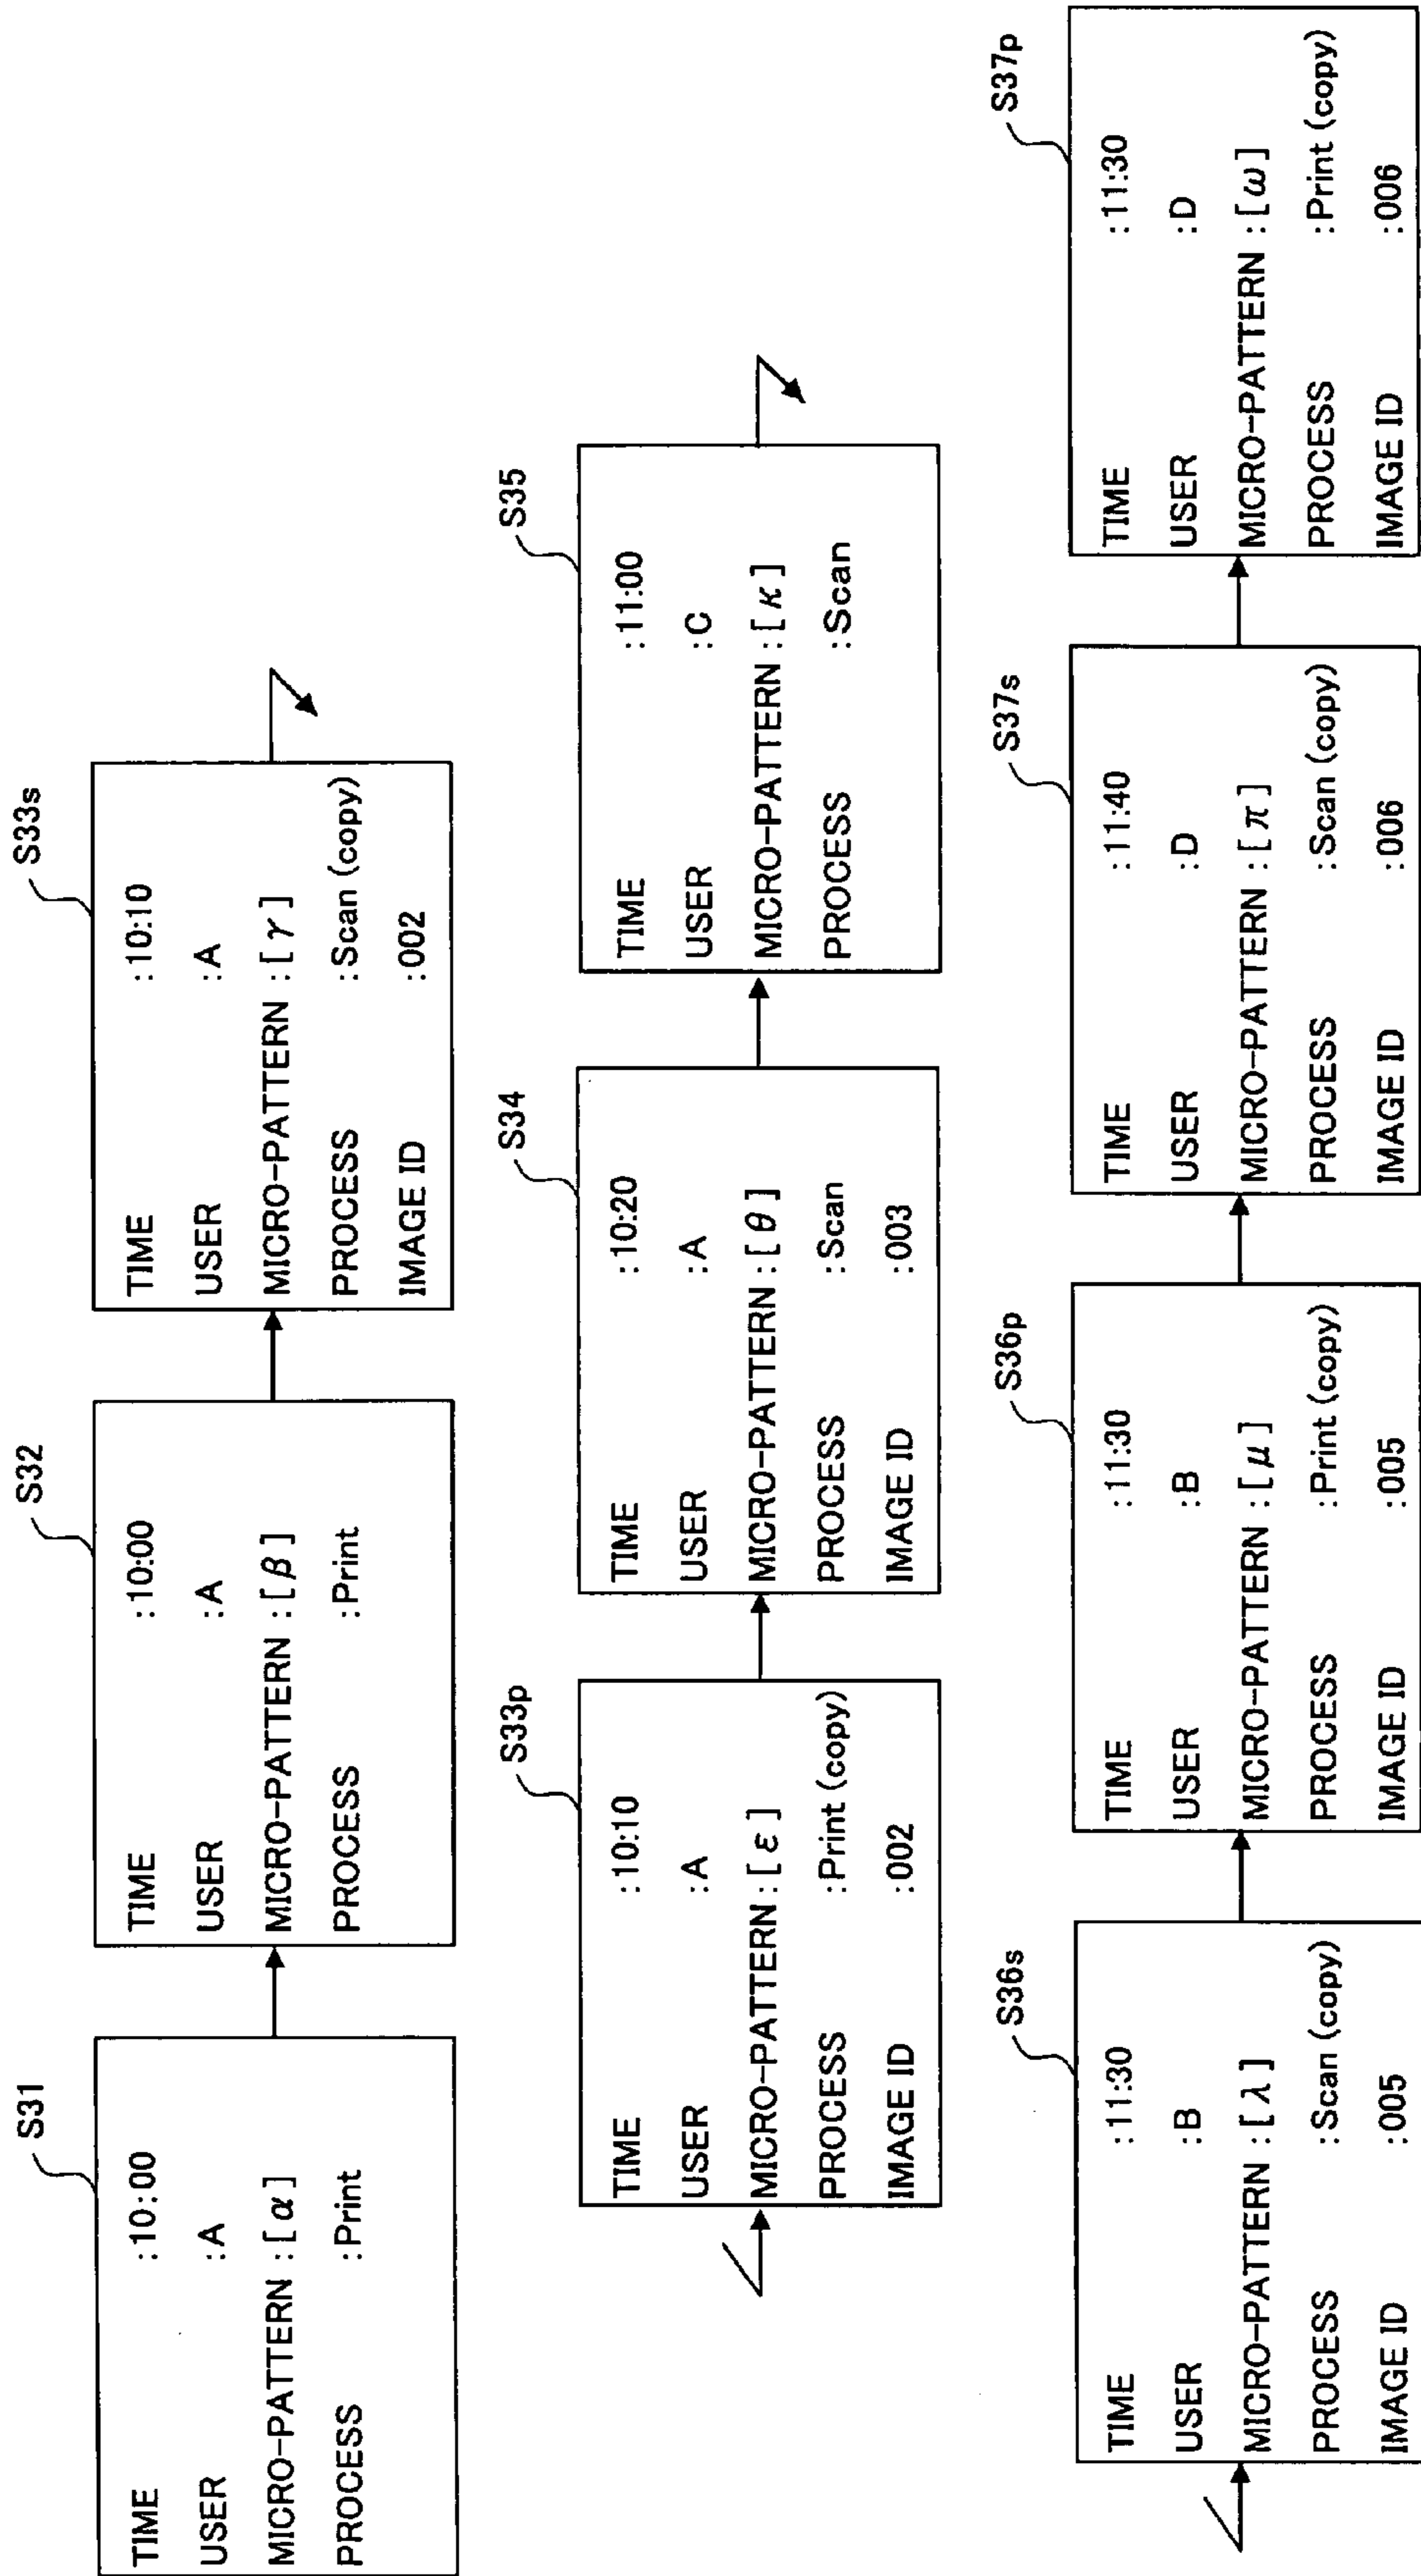 S31
TIME :10:00
USER :A
MICRO-PATTERN :[α]
PROCESS :Print
S32
TIME :10:00
USER :A
MICRO-PATTERN :[β]
PROCESS :Print
S33s
TIME :10:10
USER :A
MICRO-PATTERN :[γ]
PROCESS :Scan (copy)
IMAGE ID :002
S33p
TIME :10:10
USER :A
MICRO-PATTERN :[ε]
PROCESS :Print (copy)
IMAGE ID :002
S34
TIME :10:20
USER :A
MICRO-PATTERN :[θ]
PROCESS :Scan
IMAGE ID :003
S35
TIME :11:00
USER :C
MICRO-PATTERN :[κ]
PROCESS :Scan
S36s
TIME :11:30
USER :B
MICRO-PATTERN :[λ]
PROCESS :Scan (copy)
IMAGE ID :005
S36p
TIME :11:30
USER :B
MICRO-PATTERN :[μ]
PROCESS :Print (copy)
IMAGE ID :005
S37s
TIME :11:40
USER :D
MICRO-PATTERN :[π]
PROCESS :Scan (copy)
IMAGE ID :006
S37p
TIME :11:30
USER :D
MICRO-PATTERN :[ω]
PROCESS :Print (copy)
IMAGE ID :006